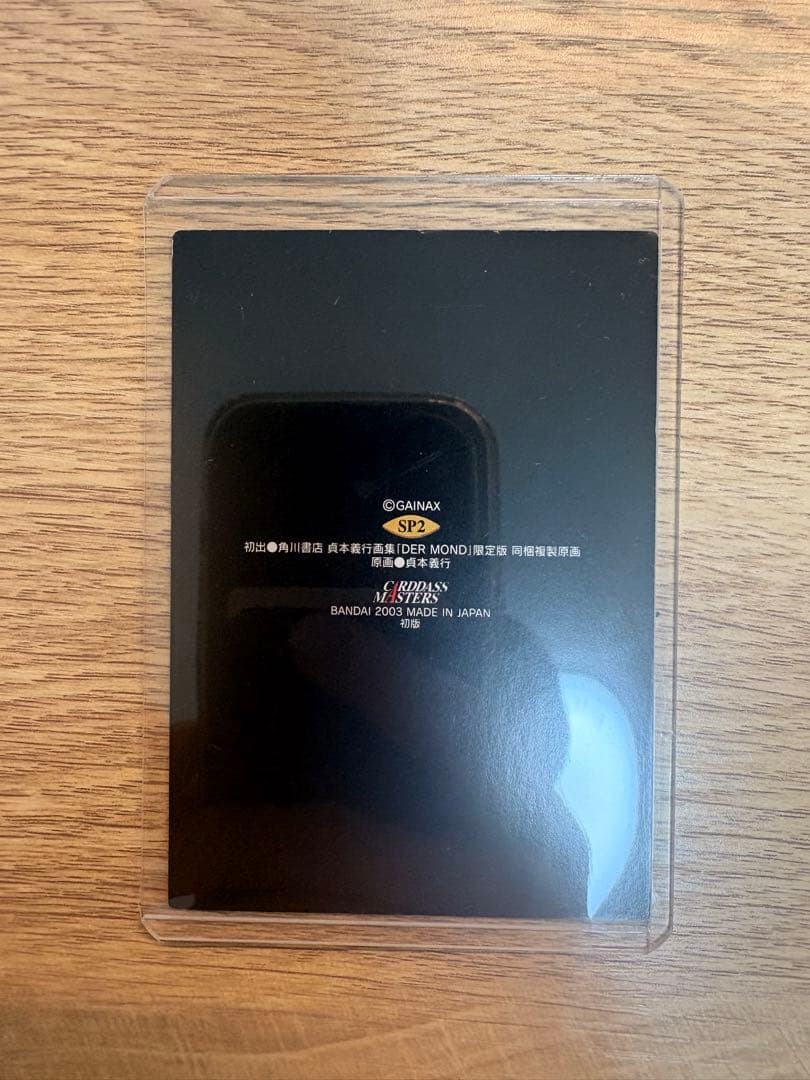 ©GAINAX
SP2
初出●角川書店 貞本義行画集「DER MOND」限定版 同梱複製原画
原画●貞本義行
CARDDASS
MASTERS
BANDAI 2003 MADE IN JAPAN
初版